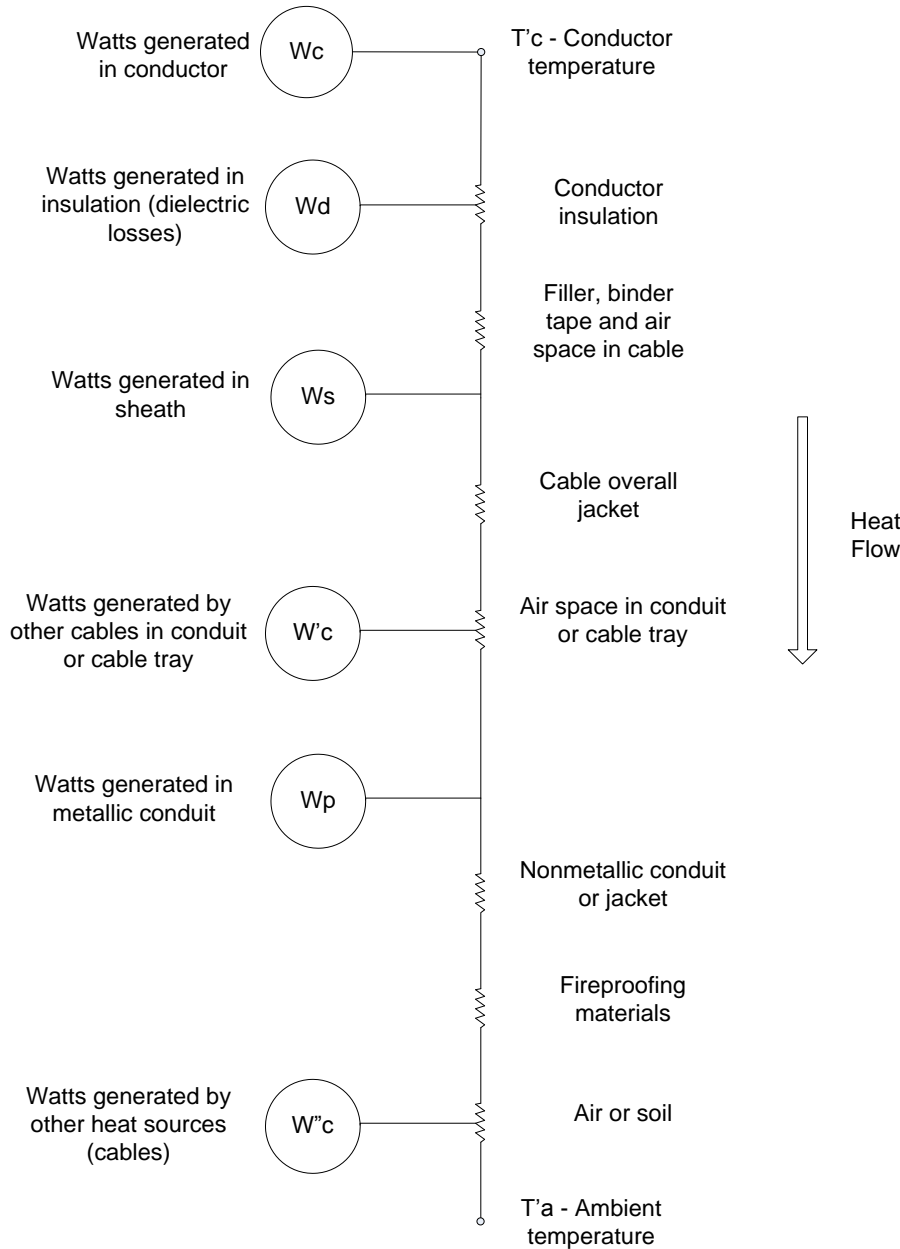 Watts generated
in conductor
Wc
T'c - Conductor
temperature
Watts generated in
insulation (dielectric
losses)
Wd
Conductor
insulation
Filler, binder
tape and air
space in cable
Watts generated in
sheath
Ws
Cable overall
jacket
Heat
Flow
Watts generated by
other cables in conduit
or cable tray
W'c
Air space in conduit
or cable tray
Watts generated in
metallic conduit
Wp
Nonmetallic conduit
or jacket
Fireproofing
materials
Watts generated by
other heat sources
(cables)
W"c
Air or soil
T'a - Ambient
temperature